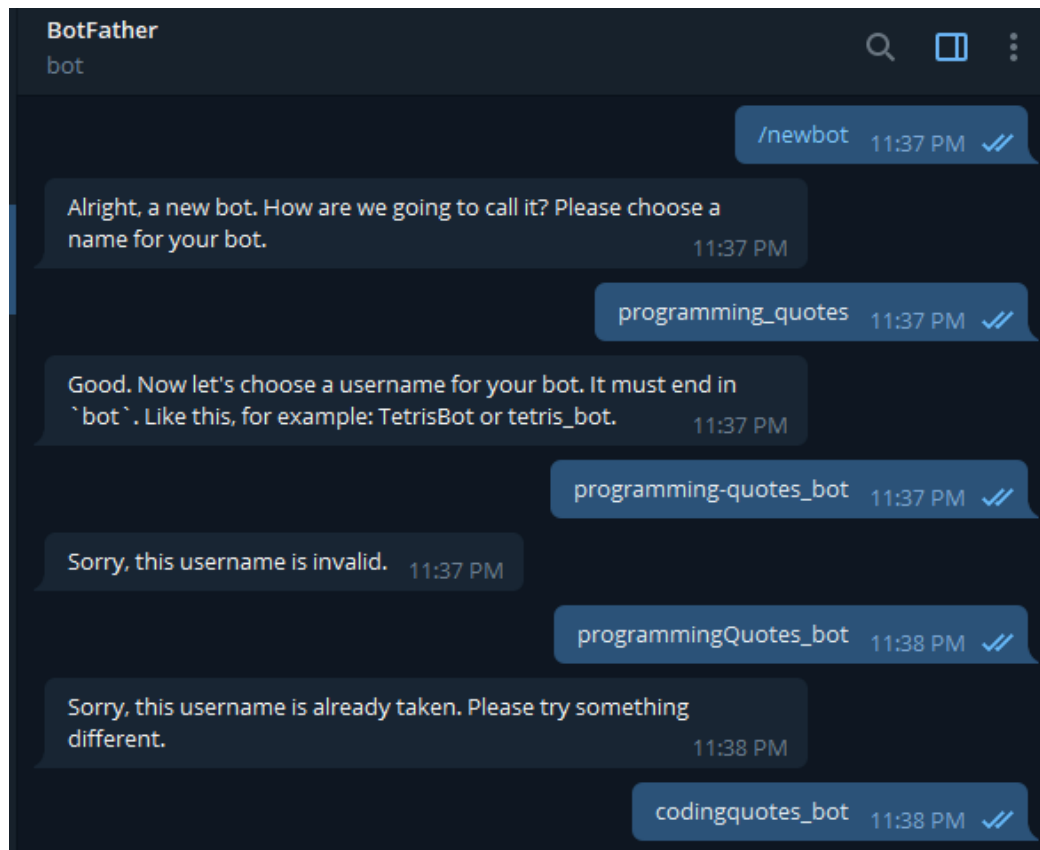 BotFather
bot
/newbot 11:37 PM
Alright, a new bot. How are we going to call it? Please choose a
name for your bot. 11:37 PM
programming_quotes 11:37 PM
Good. Now let's choose a username for your bot. It must end in
`bot`. Like this, for example: TetrisBot or tetris_bot. 11:37 PM
programming-quotes_bot 11:37 PM
Sorry, this username is invalid. 11:37 PM
programmingQuotes_bot 11:38 PM
Sorry, this username is already taken. Please try something
different. 11:38 PM
codingquotes_bot 11:38 PM